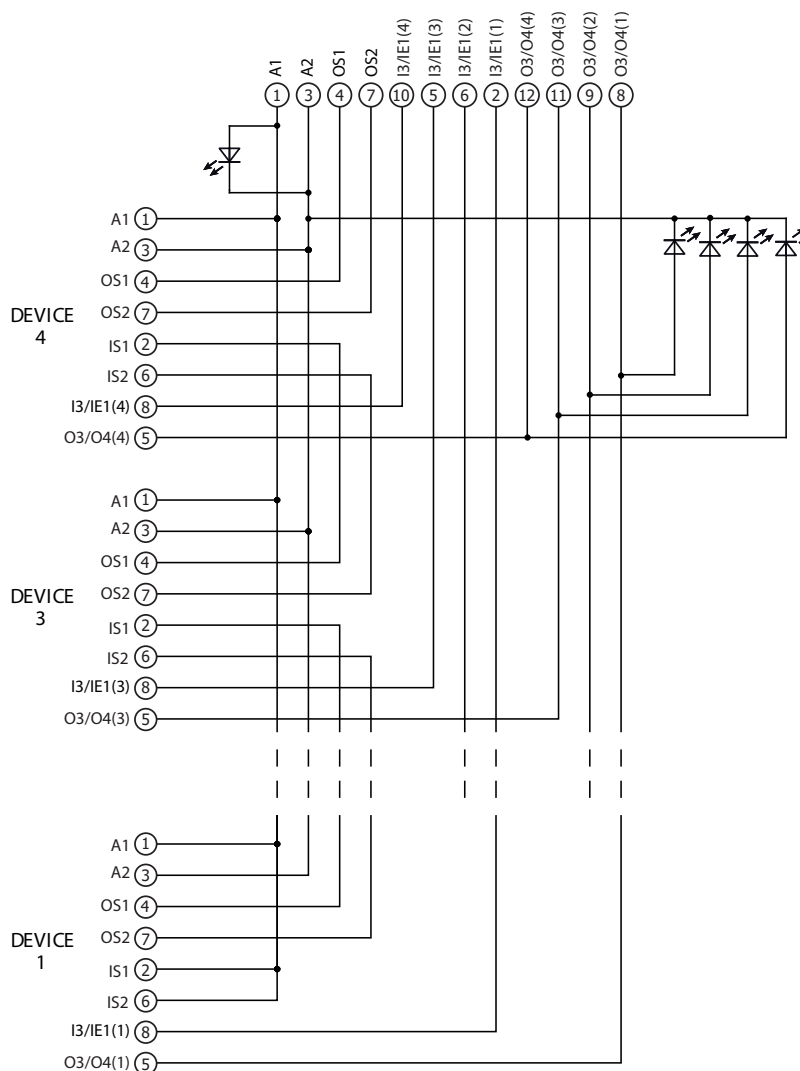 A1
A2
OS1
OS2
I3/IE1(4)
I3/IE1(3)
I3/IE1(2)
I3/IE1(1)
O3/O4(4)
O3/O4(3)
O3/O4(2)
O3/O4(1)
1 3 4 7 10 5 6 2 12 11 9 8
A1 1
A2 3
OS1 4
OS2 7
IS1 2
IS2 6
I3/IE1(4) 8
O3/O4(4) 5
DEVICE
4
A1 1
A2 3
OS1 4
OS2 7
IS1 2
IS2 6
I3/IE1(3) 8
O3/O4(3) 5
DEVICE
3
A1 1
A2 3
OS1 4
OS2 7
IS1 2
IS2 6
I3/IE1(1) 8
O3/O4(1) 5
DEVICE
1